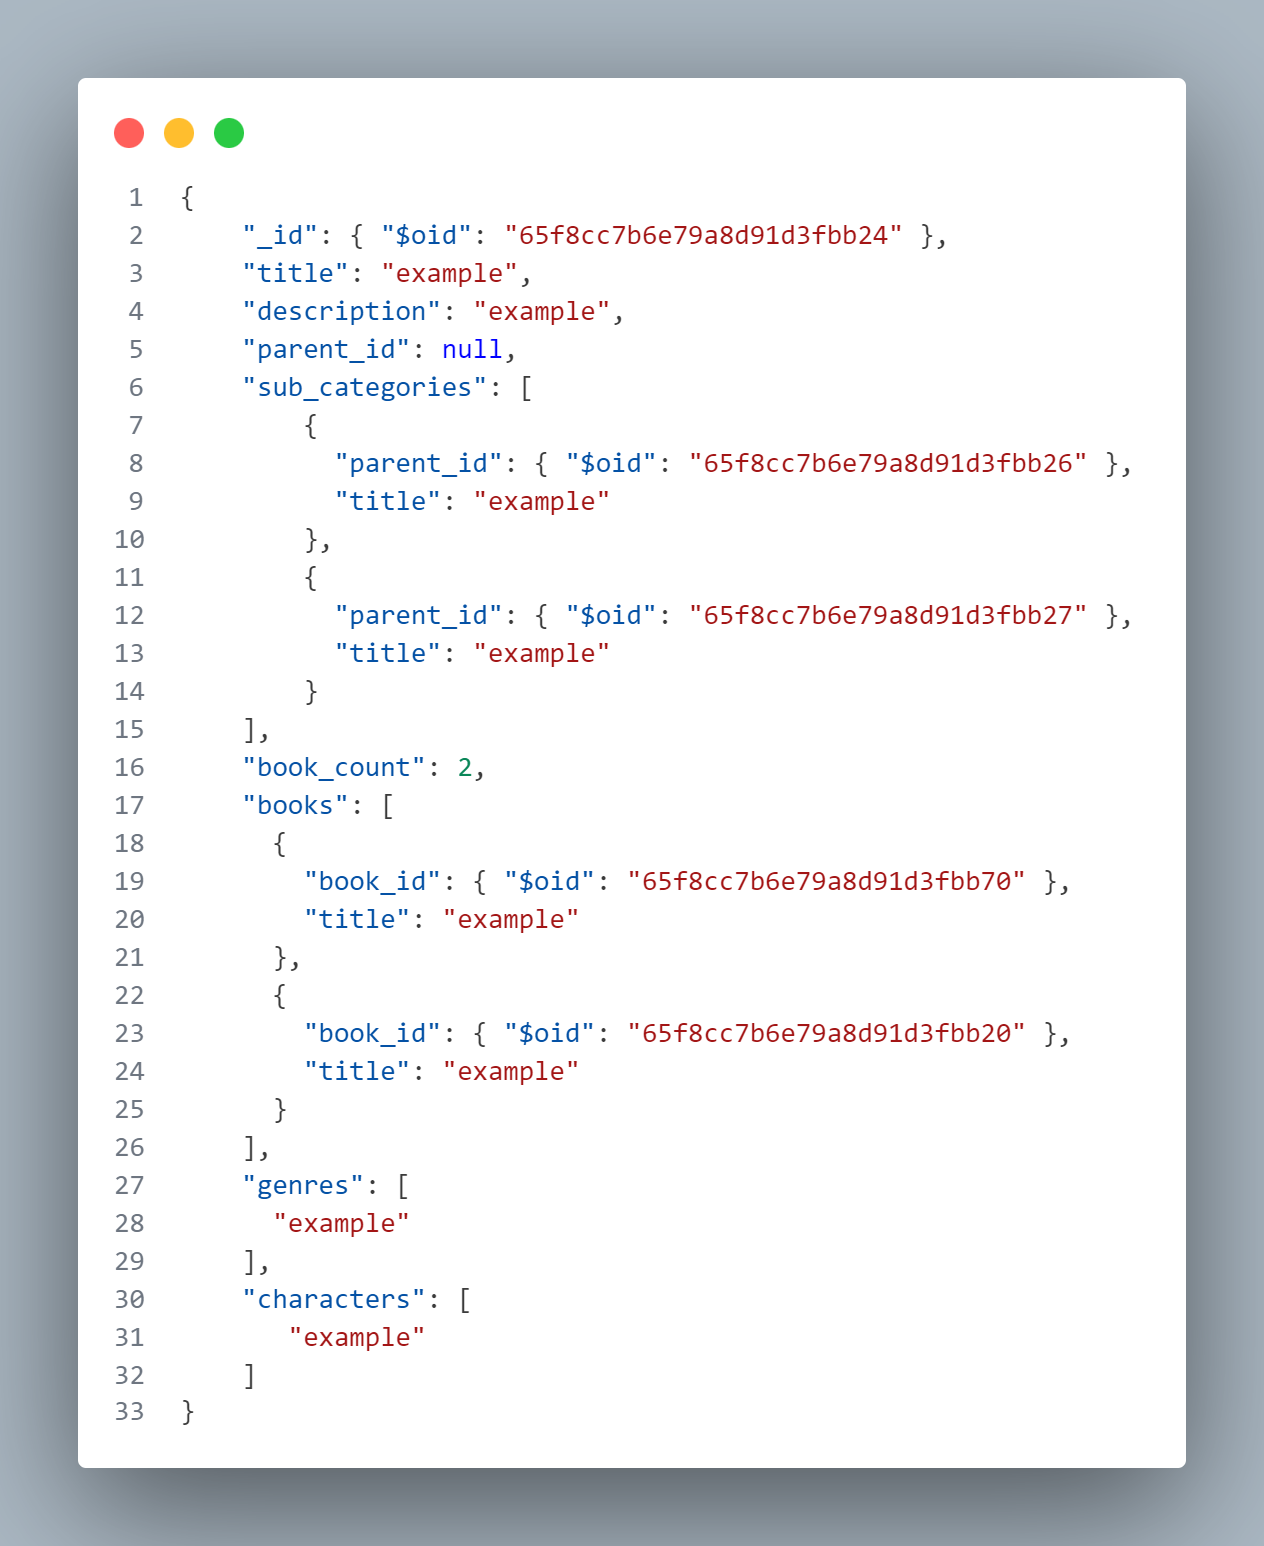 1 {
2     "_id": { "$oid": "65f8cc7b6e79a8d91d3fbb24" },
3     "title": "example",
4     "description": "example",
5     "parent_id": null,
6     "sub_categories": [
7         {
8           "parent_id": { "$oid": "65f8cc7b6e79a8d91d3fbb26" },
9           "title": "example"
10         },
11         {
12           "parent_id": { "$oid": "65f8cc7b6e79a8d91d3fbb27" },
13           "title": "example"
14         }
15     ],
16     "book_count": 2,
17     "books": [
18       {
19         "book_id": { "$oid": "65f8cc7b6e79a8d91d3fbb70" },
20         "title": "example"
21       },
22       {
23         "book_id": { "$oid": "65f8cc7b6e79a8d91d3fbb20" },
24         "title": "example"
25       }
26     ],
27     "genres": [
28       "example"
29     ],
30     "characters": [
31        "example"
32     ]
33 }